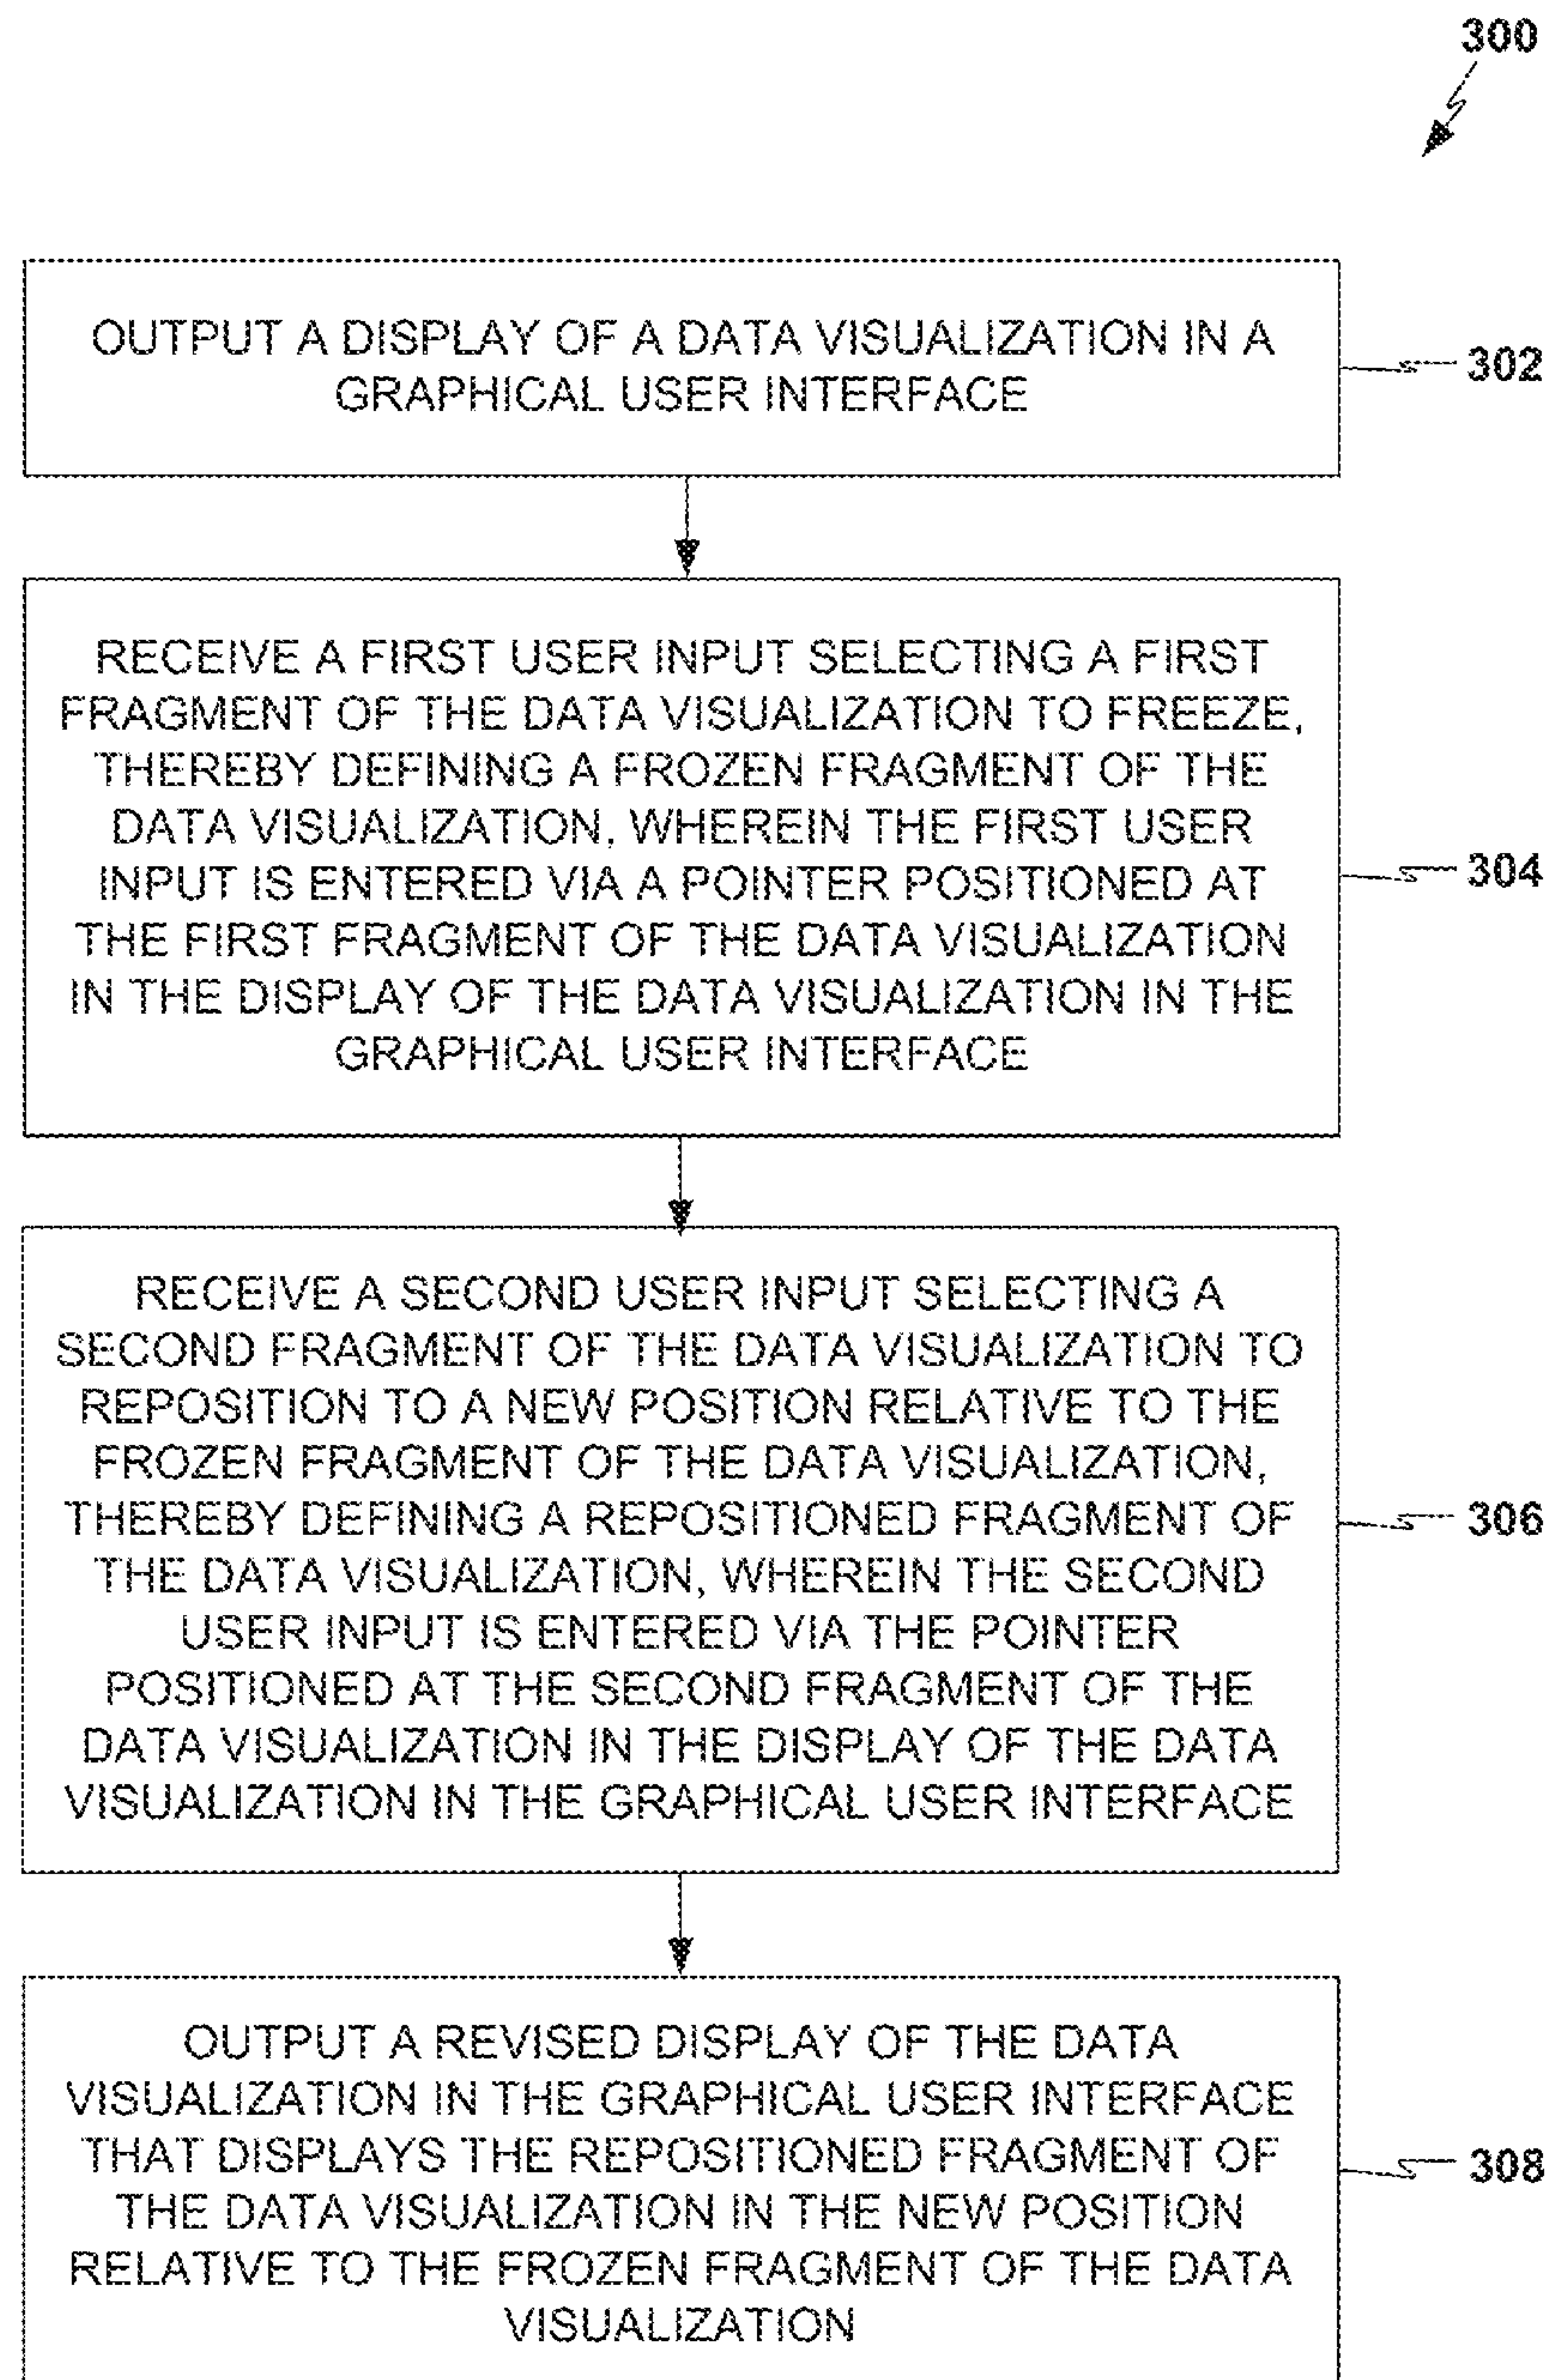 300
OUTPUT A DISPLAY OF A DATA VISUALIZATION IN A
GRAPHICAL USER INTERFACE
302
RECEIVE A FIRST USER INPUT SELECTING A FIRST
FRAGMENT OF THE DATA VISUALIZATION TO FREEZE,
THEREBY DEFINING A FROZEN FRAGMENT OF THE
DATA VISUALIZATION, WHEREIN THE FIRST USER
INPUT IS ENTERED VIA A POINTER POSITIONED AT
THE FIRST FRAGMENT OF THE DATA VISUALIZATION
IN THE DISPLAY OF THE DATA VISUALIZATION IN THE
GRAPHICAL USER INTERFACE
304
RECEIVE A SECOND USER INPUT SELECTING A
SECOND FRAGMENT OF THE DATA VISUALIZATION TO
REPOSITION TO A NEW POSITION RELATIVE TO THE
FROZEN FRAGMENT OF THE DATA VISUALIZATION,
THEREBY DEFINING A REPOSITIONED FRAGMENT OF
THE DATA VISUALIZATION, WHEREIN THE SECOND
USER INPUT IS ENTERED VIA THE POINTER
POSITIONED AT THE SECOND FRAGMENT OF THE
DATA VISUALIZATION IN THE DISPLAY OF THE DATA
VISUALIZATION IN THE GRAPHICAL USER INTERFACE
306
OUTPUT A REVISED DISPLAY OF THE DATA
VISUALIZATION IN THE GRAPHICAL USER INTERFACE
THAT DISPLAYS THE REPOSITIONED FRAGMENT OF
THE DATA VISUALIZATION IN THE NEW POSITION
RELATIVE TO THE FROZEN FRAGMENT OF THE DATA
VISUALIZATION
308